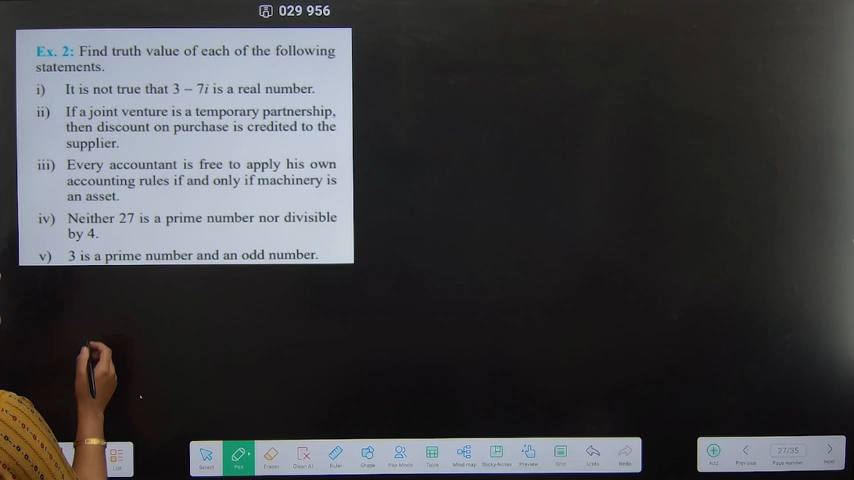 029 956
Ex. 2: Find truth value of each of the following
statements.
i) It is not true that 3 − 7i is a real number.
ii) If a joint venture is a temporary partnership,
then discount on purchase is credited to the
supplier.
iii) Every accountant is free to apply his own
accounting rules if and only if machinery is
an asset.
iv) Neither 27 is a prime number nor divisible
by 4.
v) 3 is a prime number and an odd number.
List
Select Pen Eraser Clean All Ruler Shape Table Mind map Sticky-Notes Preview Undo Redo
27/35
Add Previous Page number Next